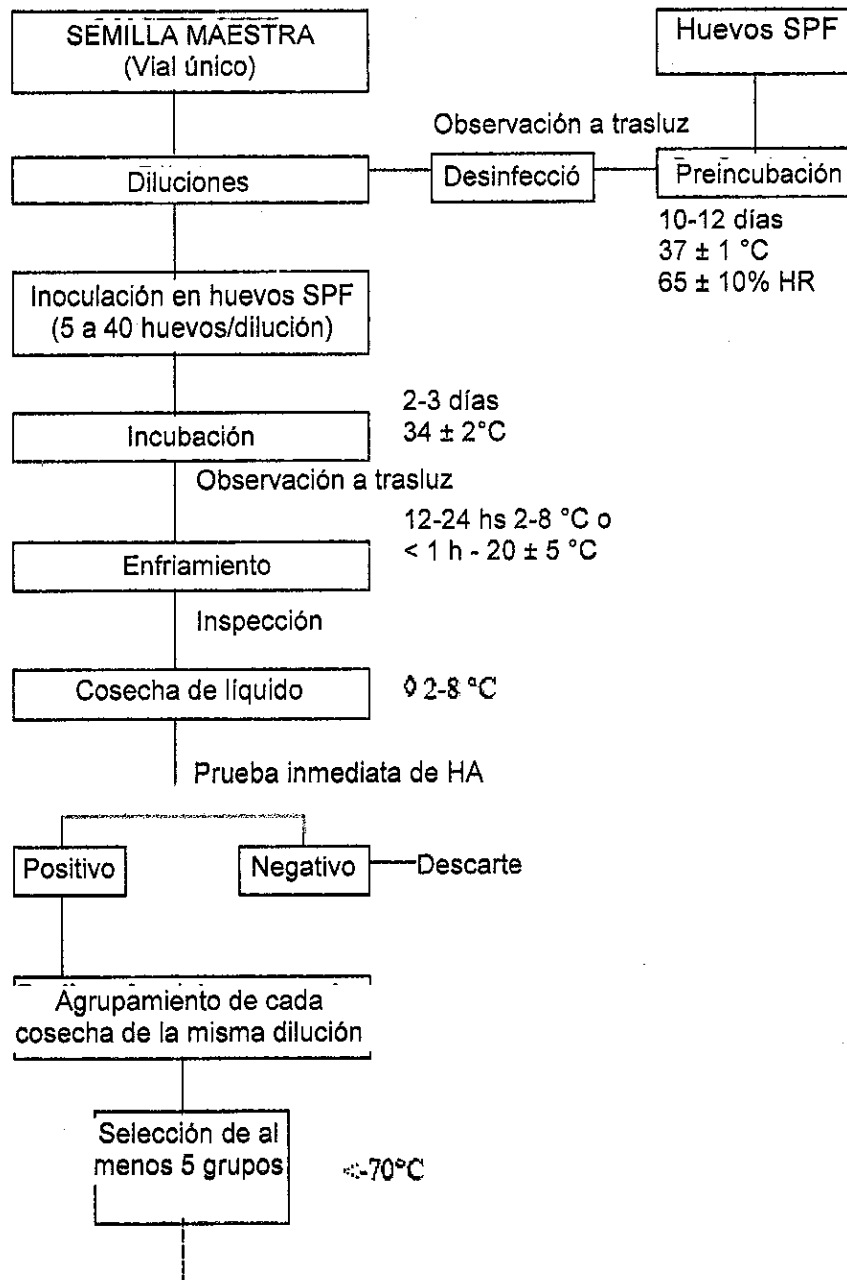 SEMILLA MAESTRA
(Vial único)
Huevos SPF
Observación a trasluz
Diluciones
Desinfecció
Preincubación
10-12 días
37 ± 1 °C
65 ± 10% HR
Inoculación en huevos SPF
(5 a 40 huevos/dilución)
2-3 días
34 ± 2°C
Incubación
Observación a trasluz
12-24 hs 2-8 °C o
< 1 h - 20 ± 5 °C
Enfriamiento
Inspección
Cosecha de líquido
◊ 2-8 °C
Prueba inmediata de HA
Positivo
Negativo
Descarte
Agrupamiento de cada
cosecha de la misma dilución
Selección de al
menos 5 grupos
<-70°C